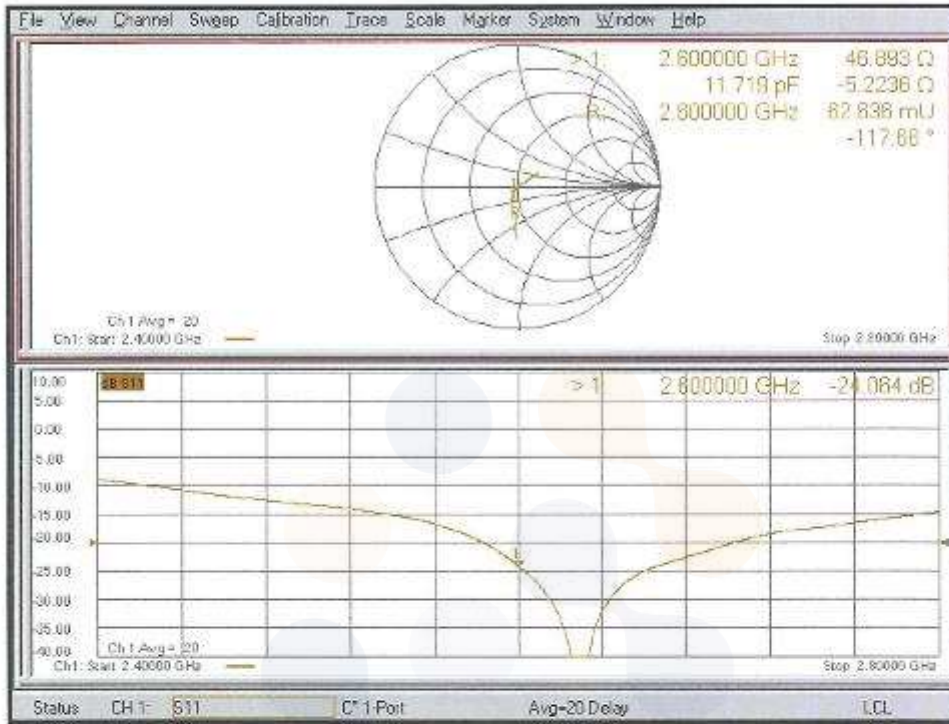 File View Channel Sweep Calibration Trace Scale Marker System Window Help
> 1: 2.600000 GHz 46.893 Ω
11.719 pF -5.2236 Ω
R: 2.600000 GHz 62.636 mU
-117.66 °
Ch 1 Avg = 20
Ch1: Start 2.40000 GHz
Stop 2.80000 GHz
10.00 dB S11
> 1: 2.600000 GHz -24.064 dB
5.00
0.00
-5.00
-10.00
-15.00
-20.00
-25.00
-30.00
-35.00
-40.00
Ch 1 Avg = 20
Ch1: Start 2.40000 GHz
Stop 2.80000 GHz
Status CH 1: S11 C* 1-Port Avg=20 Delay LCL